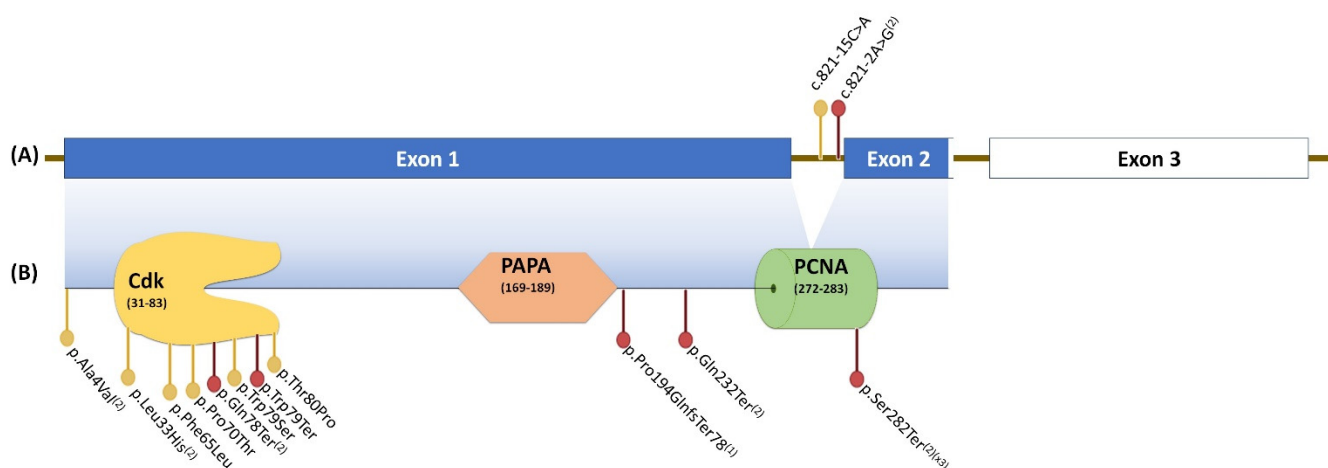 c.821-15C>A
c.821-2A>G(2)
(A)
Exon 1
Exon 2
Exon 3
(B)
Cdk
(31-83)
PAPA
(169-189)
PCNA
(272-283)
p.Ala4Val(2)
p.Leu33His(2)
p.Phe65Leu
p.Pro70Thr
p.Gln78Ter(2)
p.Trp79Ser
p.Trp79Ter
p.Thr80Pro
p.Pro194GlnfsTer78(1)
p.Gln232Ter(2)
p.Ser282Ter(2)(x3)